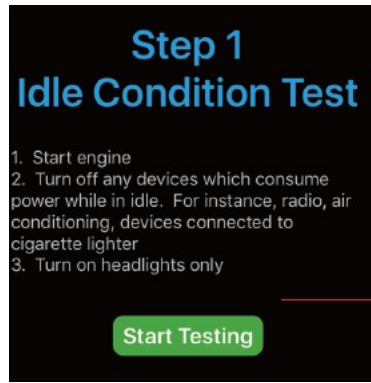 Step 1
Idle Condition Test
1. Start engine
2. Turn off any devices which consume
power while in idle. For instance, radio, air
conditioning, devices connected to
cigarette lighter
3. Turn on headlights only
Start Testing